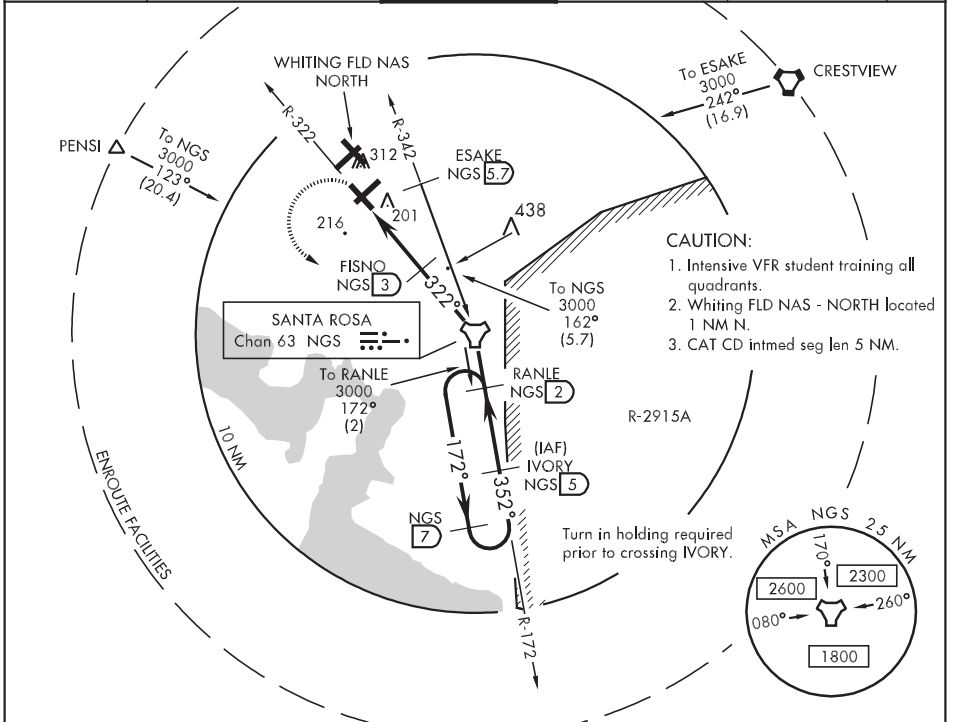 WHITING FLD NAS
NORTH
To ESAKE
3000
242°
(16.9)
CRESTVIEW
PENSI
To NGS
3000
123°
(20.4)
R-322
R-342
312
ESAKE
NGS 5.7
201
216
438
FISNO
NGS 3
322°
To NGS
3000
162°
(5.7)
CAUTION:
1. Intensive VFR student training all
quadrants.
2. Whiting FLD NAS - NORTH located
1 NM N.
3. CAT CD intmed seg len 5 NM.
SANTA ROSA
Chan 63 NGS
To RANLE
3000
172°
(2)
RANLE
NGS 2
R-2915A
10 NM
172°
352°
(IAF)
IVORY
NGS 5
NGS
7
Turn in holding required
prior to crossing IVORY.
ENROUTE FACILITIES
R-172
MSA NGS 25 NM
170°
2600
2300
080°
260°
1800